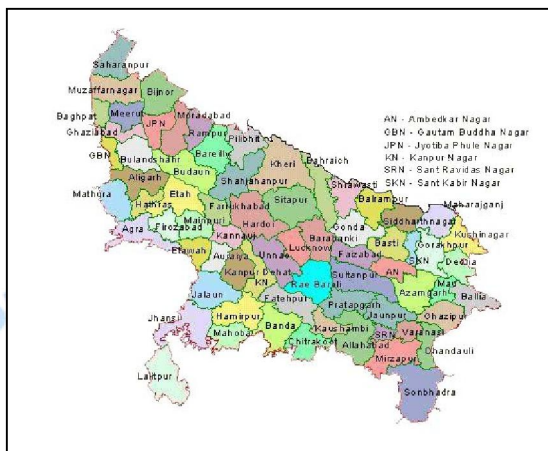 Saharanpur
Muzaffarnagar
Bijnor
Baghpat
Meerut
Moradabad
Ghaziabad
JPN
Rampur
Pilibhit
GBN
Bulandshahr
Bareilly
Kheri
Bahraich
Aligarh
Budaun
Shahjahanpur
Shrawasti
Balrampur
Maharajganj
Mathura
Etah
Hathras
Farrukhabad
Sitapur
Siddharthnagar
Agra
Firozabad
Mainpuri
Hardoi
Gonda
Basti
Kushinagar
Gorakhpur
Kannauj
Barabanki
Etawah
Lucknow
Faizabad
SKN
Deoria
Auraiya
Unnao
Kanpur Dehat
KN
Rae Bareli
Sultanpur
AN
Azamgarh
Mau
Ballia
Jalaun
Fatehpur
Pratapgarh
Jhansi
Hamirpur
Jaunpur
Ghazipur
Mahoba
Banda
Kaushambi
SRN
Varanasi
Chitrakoot
Allahabad
Chandauli
Mirzapur
Lalitpur
Sonbhadra
AN - Ambedkar Nagar
GBN - Gautam Buddha Nagar
JPN - Jyotiba Phule Nagar
KN - Kanpur Nagar
SRN - Sant Ravidas Nagar
SKN - Sant Kabir Nagar